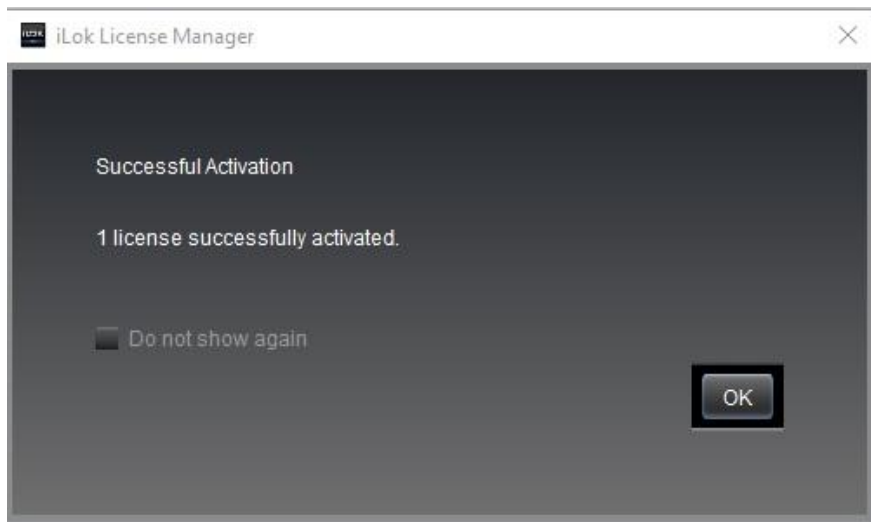 iLok License Manager
Successful Activation
1 license successfully activated.
Do not show again
OK